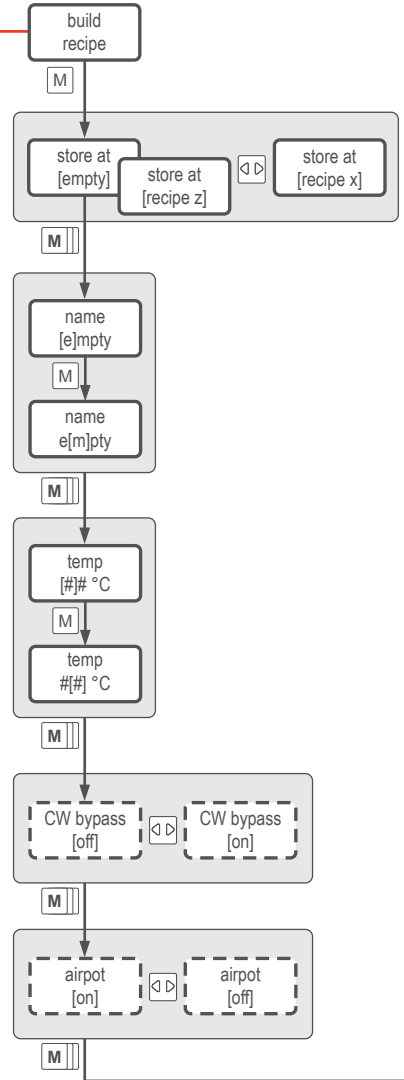 build
recipe
M
store at
[empty]
store at
[recipe z]
store at
[recipe x]
M
name
[e]mpty
M
name
e[m]pty
M
temp
[#]# °C
M
temp
#[#] °C
M
CW bypass
[off]
CW bypass
[on]
M
airpot
[on]
airpot
[off]
M